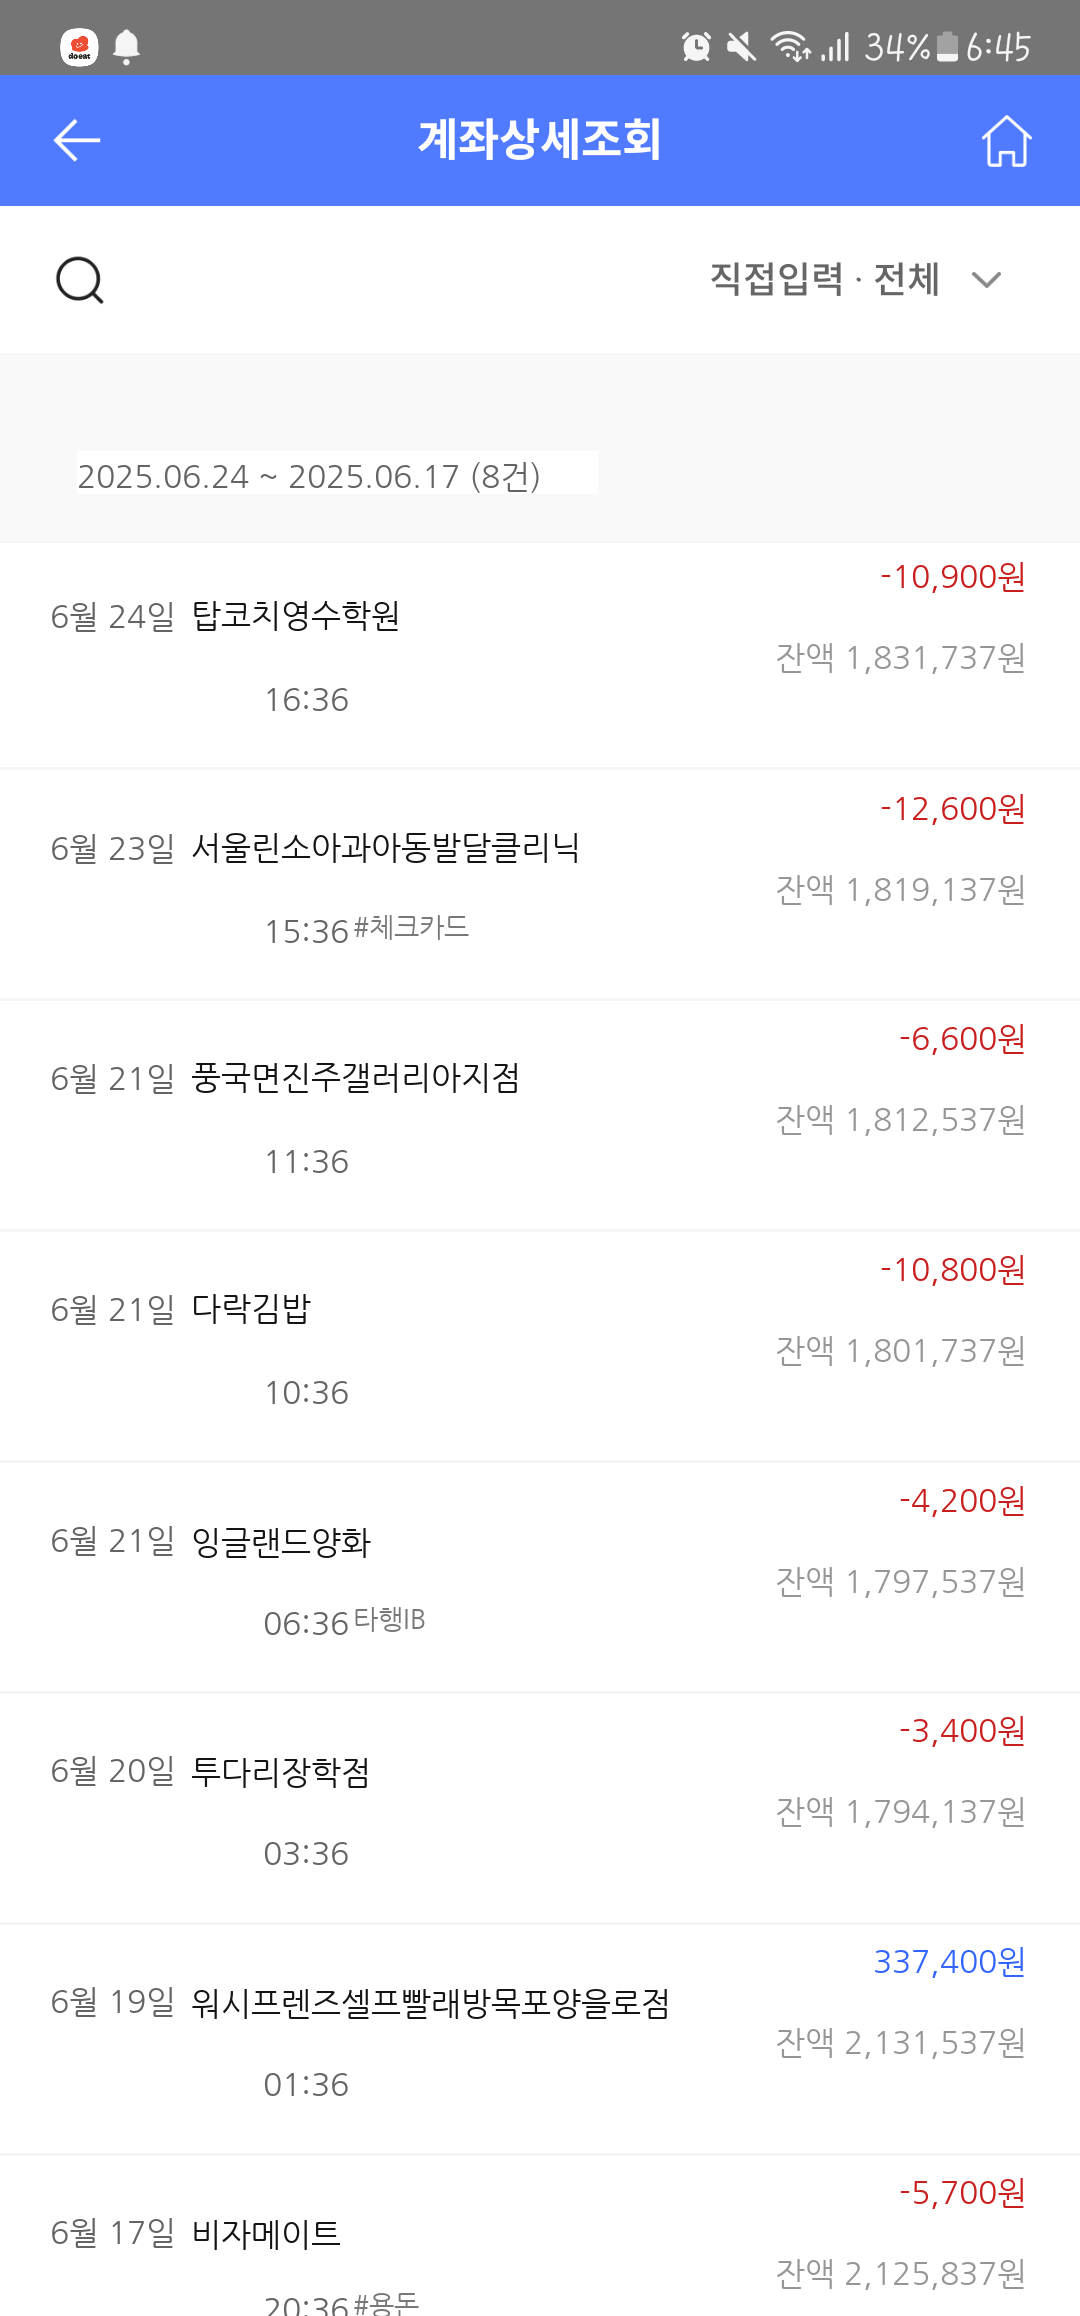 doeat
34% 6:45
계좌상세조회
직접입력 · 전체
2025.06.24 ~ 2025.06.17 (8건)
-10,900원
6월 24일 탑코치영수학원
잔액 1,831,737원
16:36
-12,600원
6월 23일 서울린소아과아동발달클리닉
잔액 1,819,137원
15:36 #체크카드
-6,600원
6월 21일 풍국면진주갤러리아지점
잔액 1,812,537원
11:36
-10,800원
6월 21일 다락김밥
잔액 1,801,737원
10:36
-4,200원
6월 21일 잉글랜드양화
잔액 1,797,537원
06:36 타행IB
-3,400원
6월 20일 투다리장학점
잔액 1,794,137원
03:36
337,400원
6월 19일 워시프렌즈셀프빨래방목포양을로점
잔액 2,131,537원
01:36
-5,700원
6월 17일 비자메이트
잔액 2,125,837원
20:36 #용돈